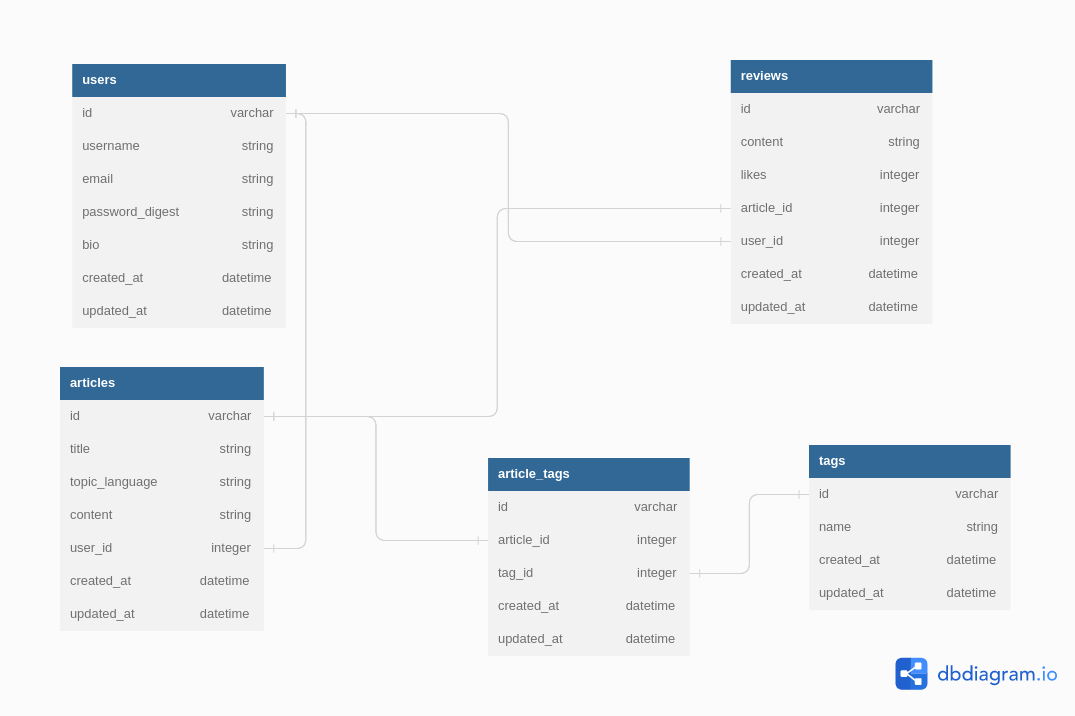 users
id varchar
username string
email string
password_digest string
bio string
created_at datetime
updated_at datetime
reviews
id varchar
content string
likes integer
article_id integer
user_id integer
created_at datetime
updated_at datetime
articles
id varchar
title string
topic_language string
content string
user_id integer
created_at datetime
updated_at datetime
article_tags
id varchar
article_id integer
tag_id integer
created_at datetime
updated_at datetime
tags
id varchar
name string
created_at datetime
updated_at datetime
dbdiagram.io